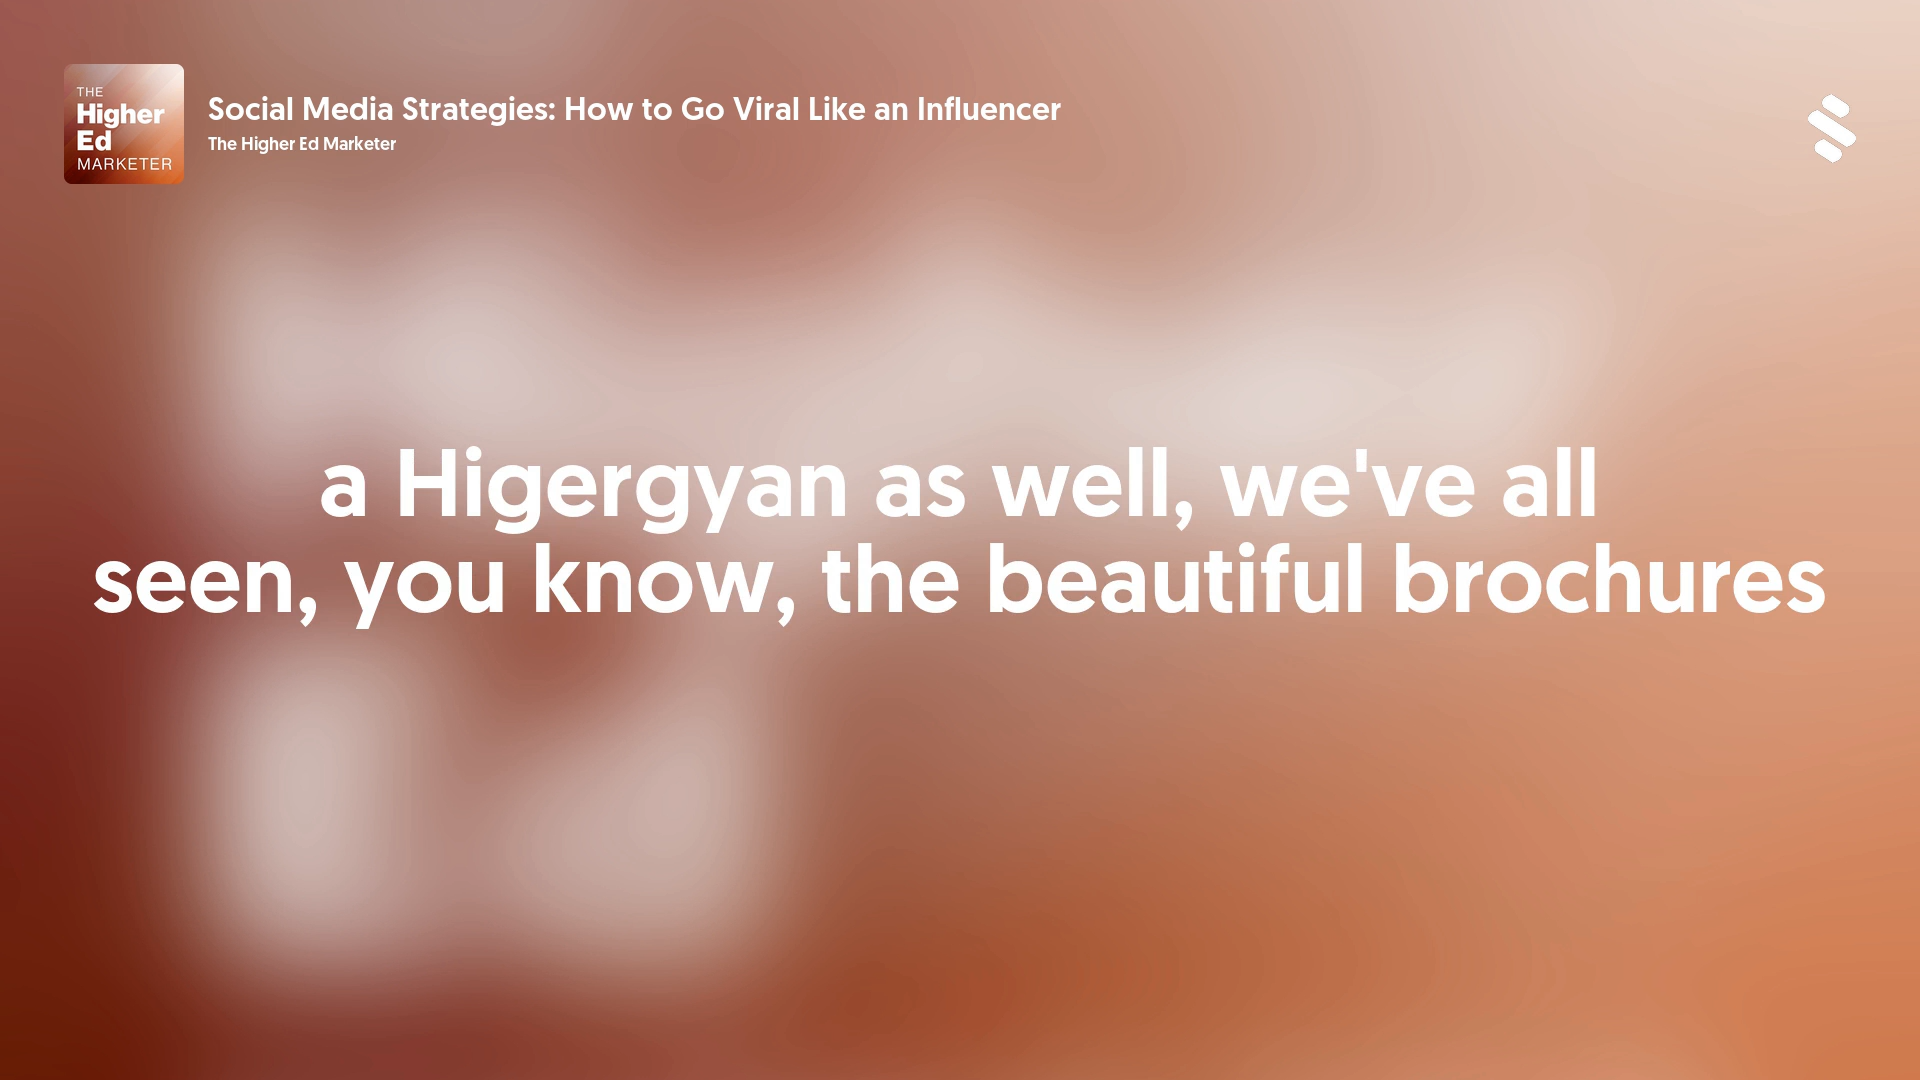 THE
Higher
Ed
MARKETER
Social Media Strategies: How to Go Viral Like an Influencer
The Higher Ed Marketer
a Higergyan as well, we've all
seen, you know, the beautiful brochures